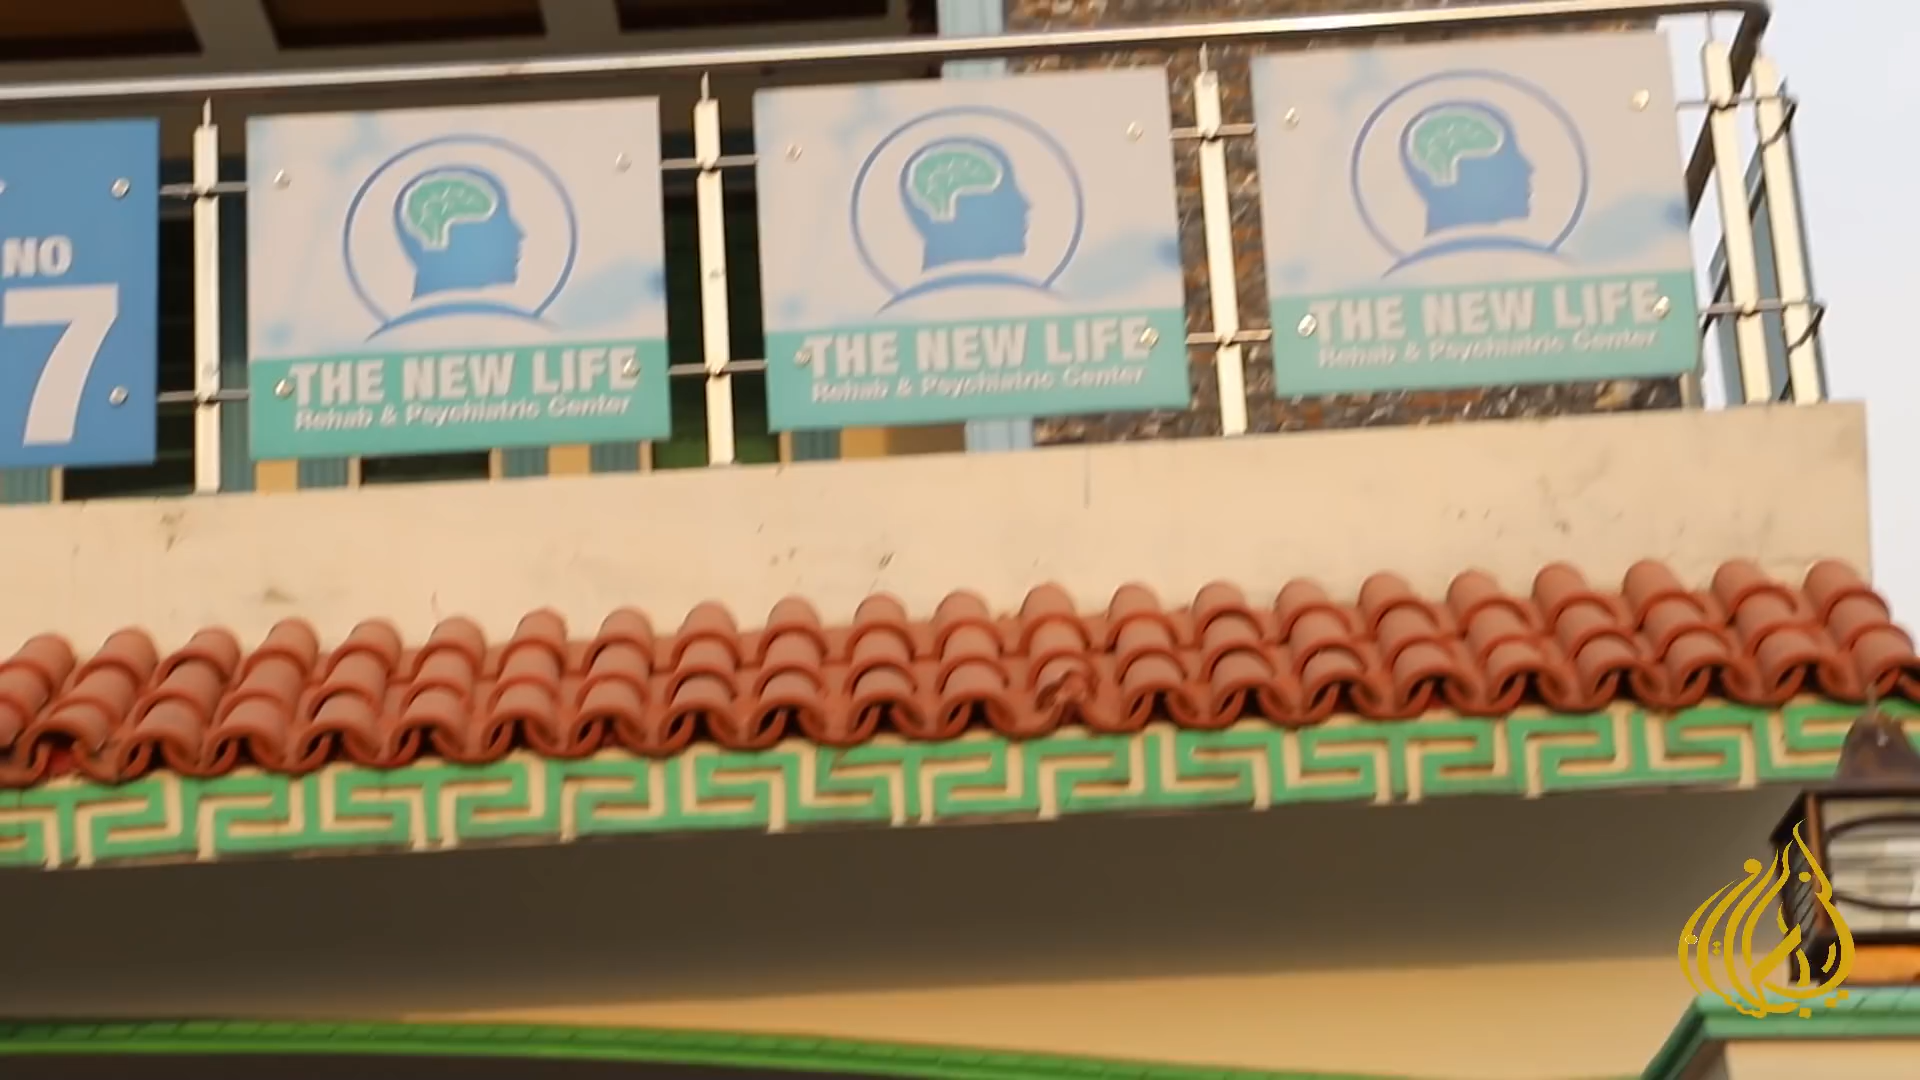 NO
7
THE NEW LIFE
Rehab & Psychiatric Center
THE NEW LIFE
Rehab & Psychiatric Center
THE NEW LIFE
Rehab & Psychiatric Center